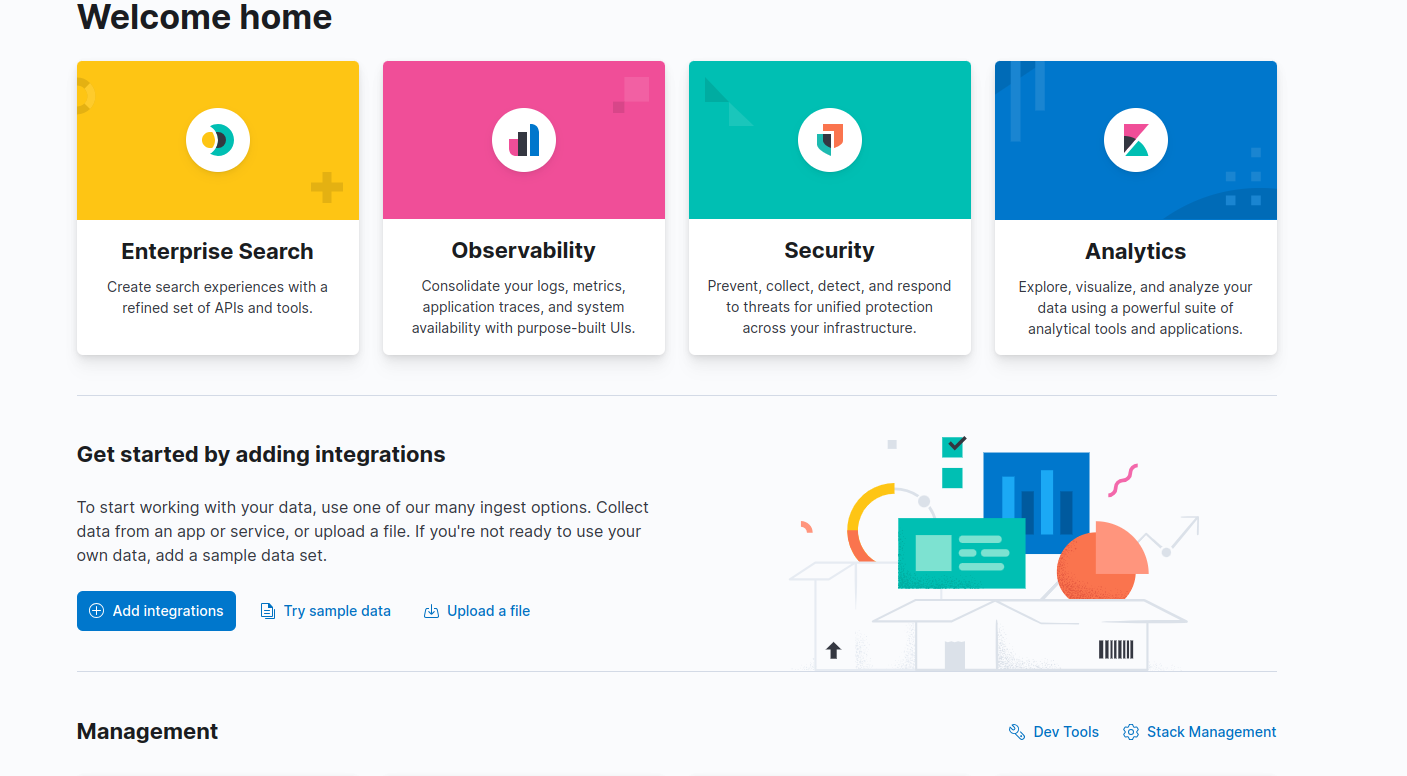 Welcome home
Enterprise Search
Create search experiences with a
refined set of APIs and tools.
Observability
Consolidate your logs, metrics,
application traces, and system
availability with purpose-built UIs.
Security
Prevent, collect, detect, and respond
to threats for unified protection
across your infrastructure.
Analytics
Explore, visualize, and analyze your
data using a powerful suite of
analytical tools and applications.
Get started by adding integrations
To start working with your data, use one of our many ingest options. Collect
data from an app or service, or upload a file. If you're not ready to use your
own data, add a sample data set.
Add integrations
Try sample data
Upload a file
Management
Dev Tools
Stack Management